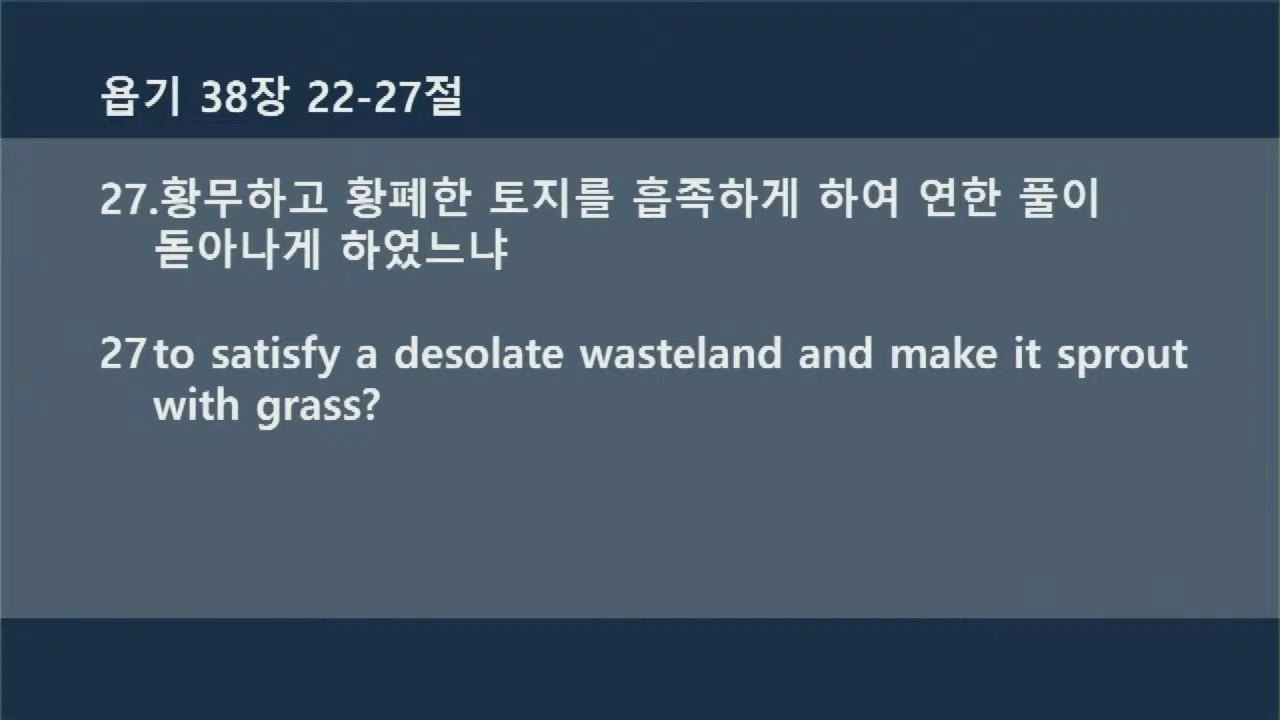 욥기 38장 22-27절
27.황무하고 황폐한 토지를 흡족하게 하여 연한 풀이
돋아나게 하였느냐
27 to satisfy a desolate wasteland and make it sprout
with grass?